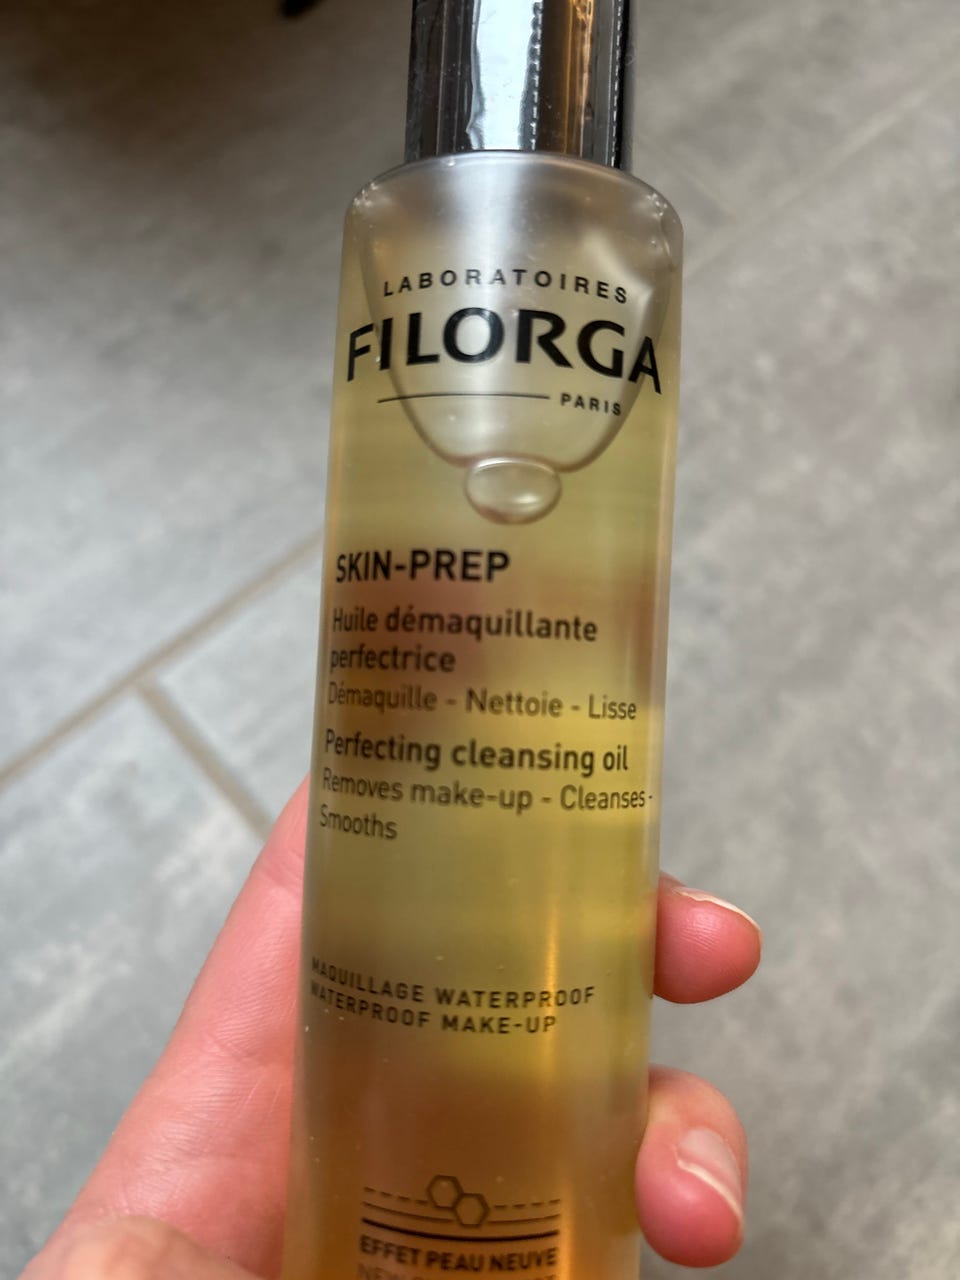 LABORATOIRES
FILORGA
PARIS
SKIN-PREP
Huile démaquillante
perfectrice
Démaquille - Nettoie - Lisse
Perfecting cleansing oil
Removes make-up - Cleanses -
Smooths
MAQUILLAGE WATERPROOF
WATERPROOF MAKE-UP
EFFET PEAU NEUVE